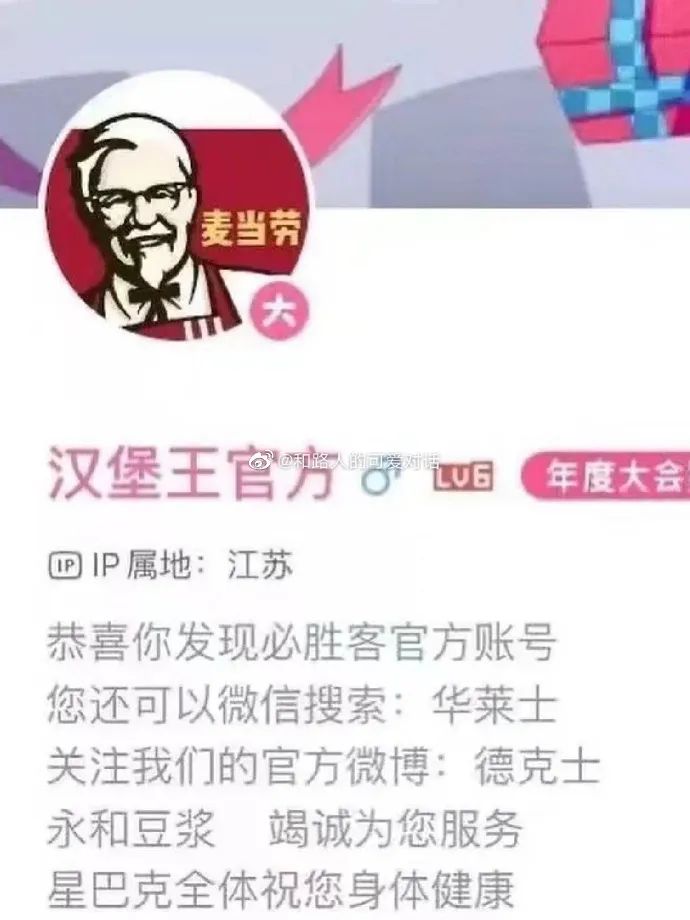 麦当劳
大
汉堡王官方 ♂ LV6 年度大会
@和路人的可爱对话
IP IP属地：江苏
恭喜你发现必胜客官方账号
您还可以微信搜索：华莱士
关注我们的官方微博：德克士
永和豆浆 竭诚为您服务
星巴克全体祝您身体健康